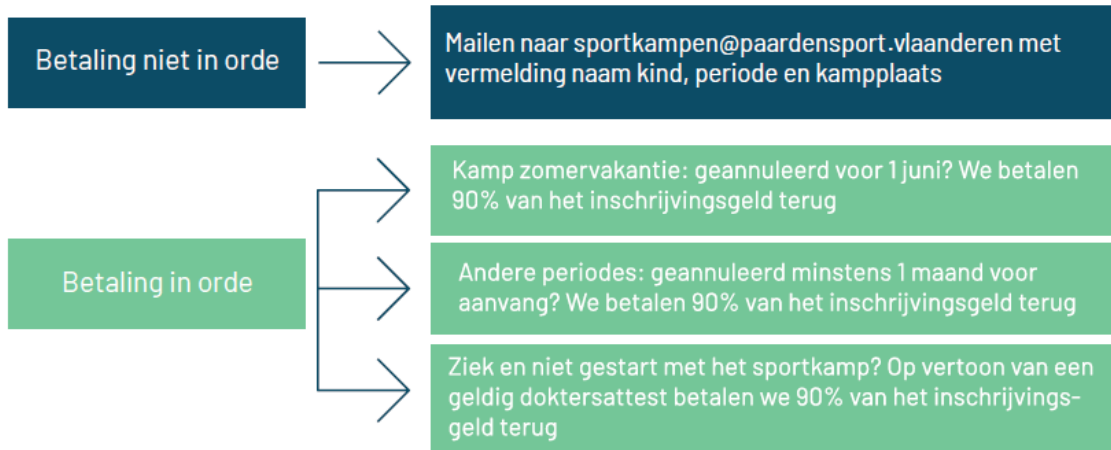 Betaling niet in orde
Mailen naar sportkampen@paardensport.vlaanderen met
vermelding naam kind, periode en kampplaats
Kamp zomervakantie: geannuleerd voor 1 juni? We betalen
90% van het inschrijvingsgeld terug
Betaling in orde
Andere periodes: geannuleerd minstens 1 maand voor
aanvang? We betalen 90% van het inschrijvingsgeld terug
Ziek en niet gestart met het sportkamp? Op vertoon van een
geldig doktersattest betalen we 90% van het inschrijvings-
geld terug